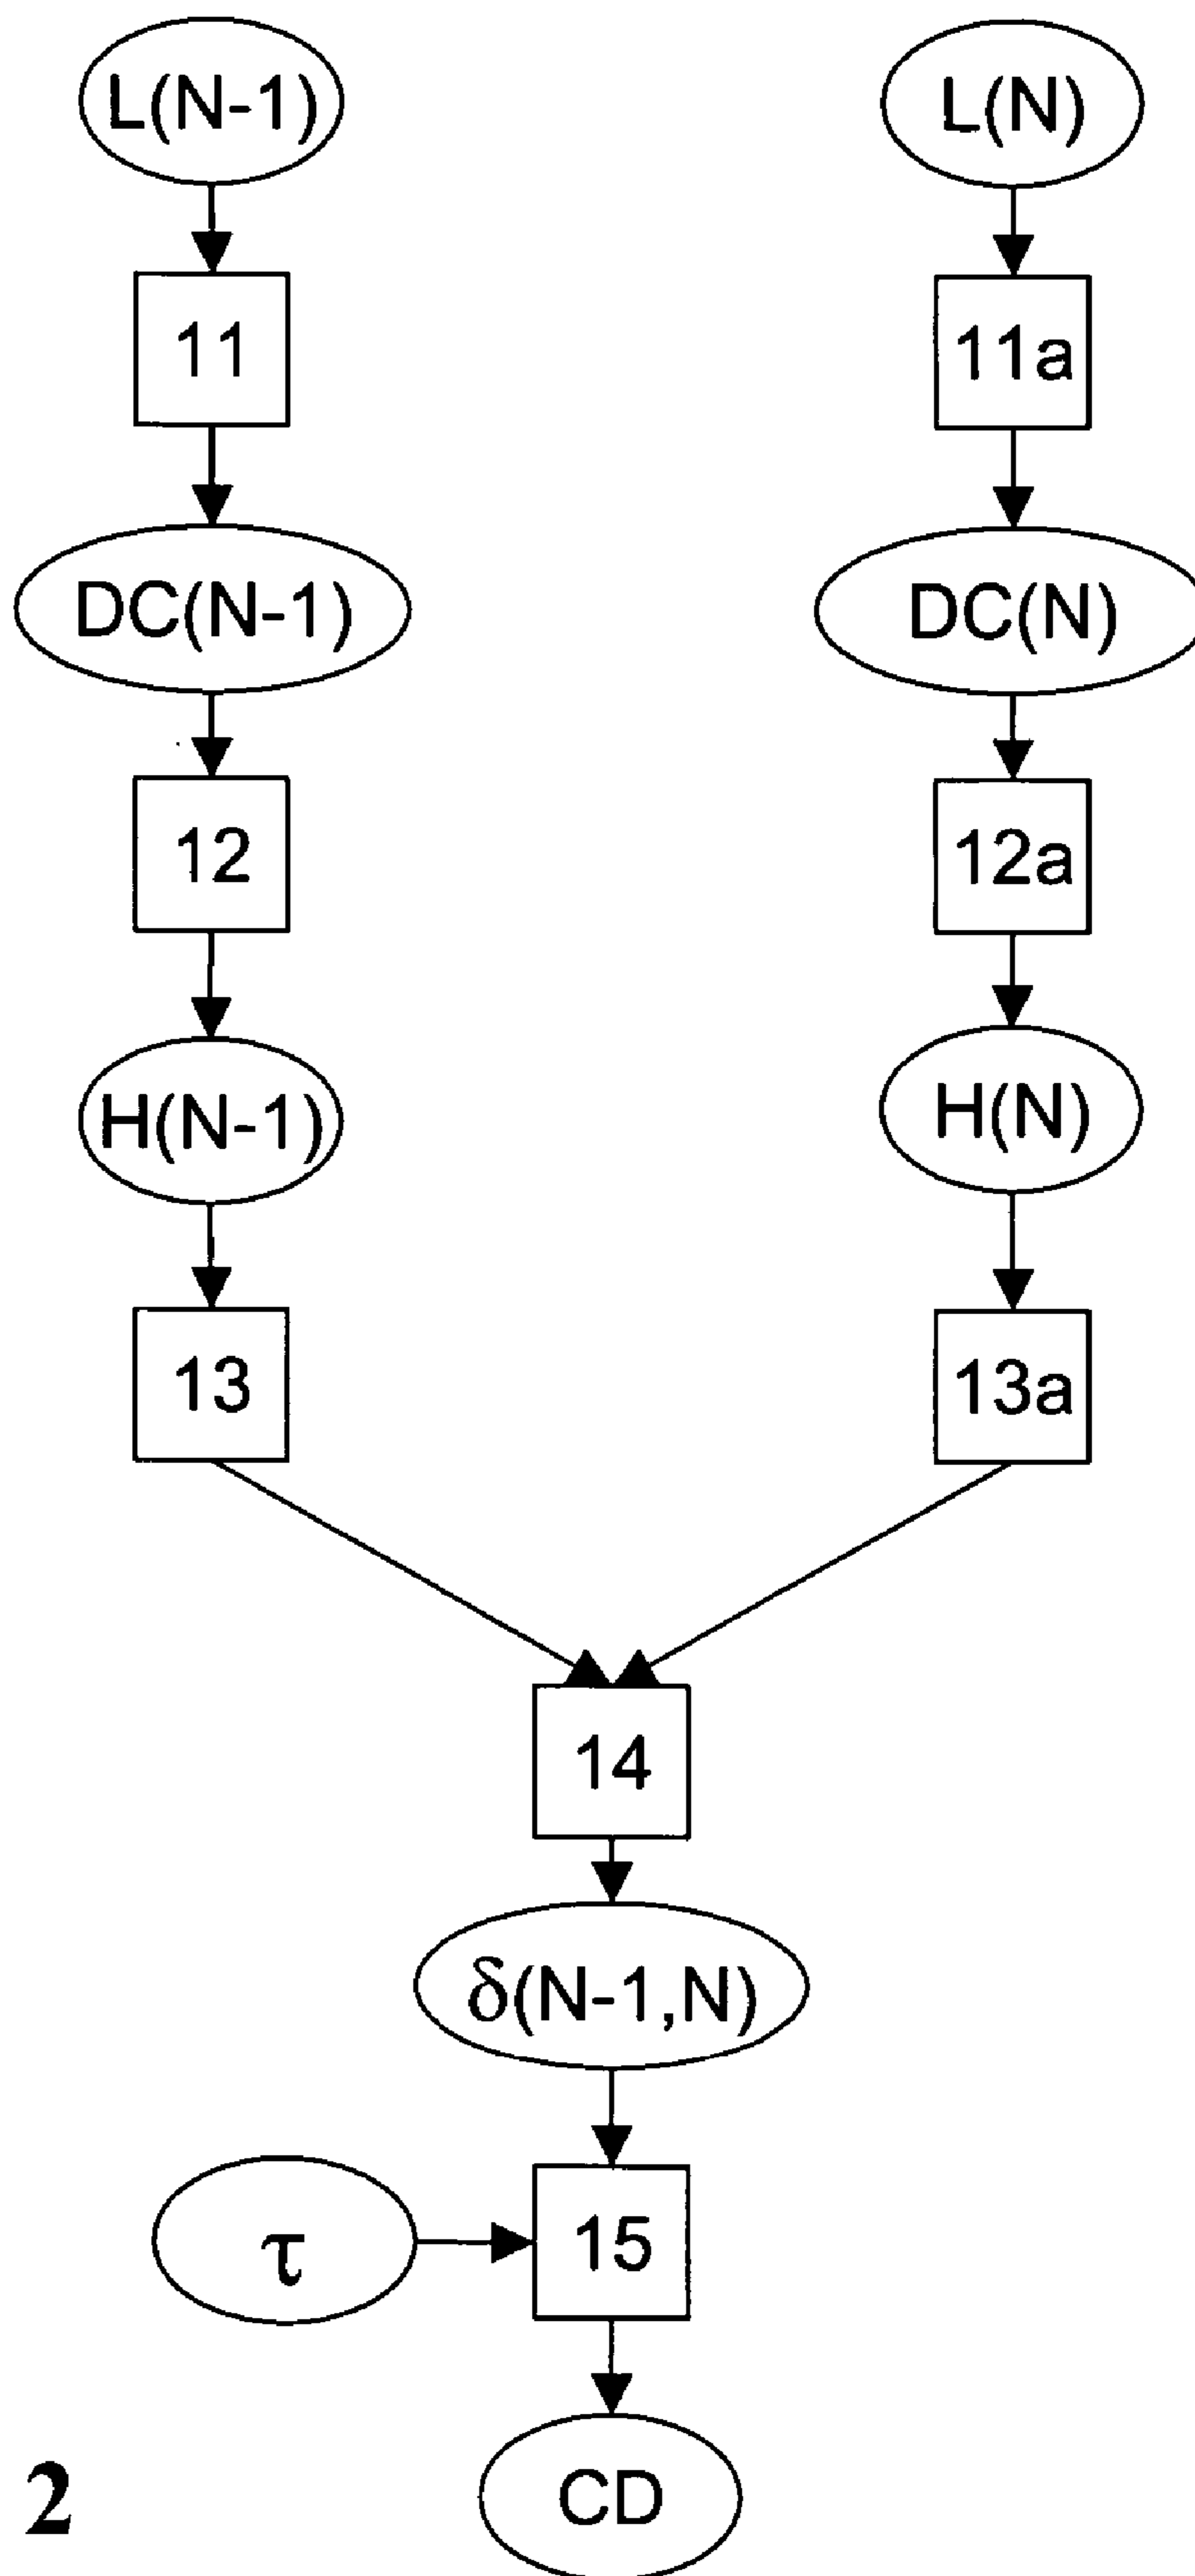 L(N-1)
L(N)
11
11a
DC(N-1)
DC(N)
12
12a
H(N-1)
H(N)
13
13a
14
δ(N-1,N)
τ
15
CD
2